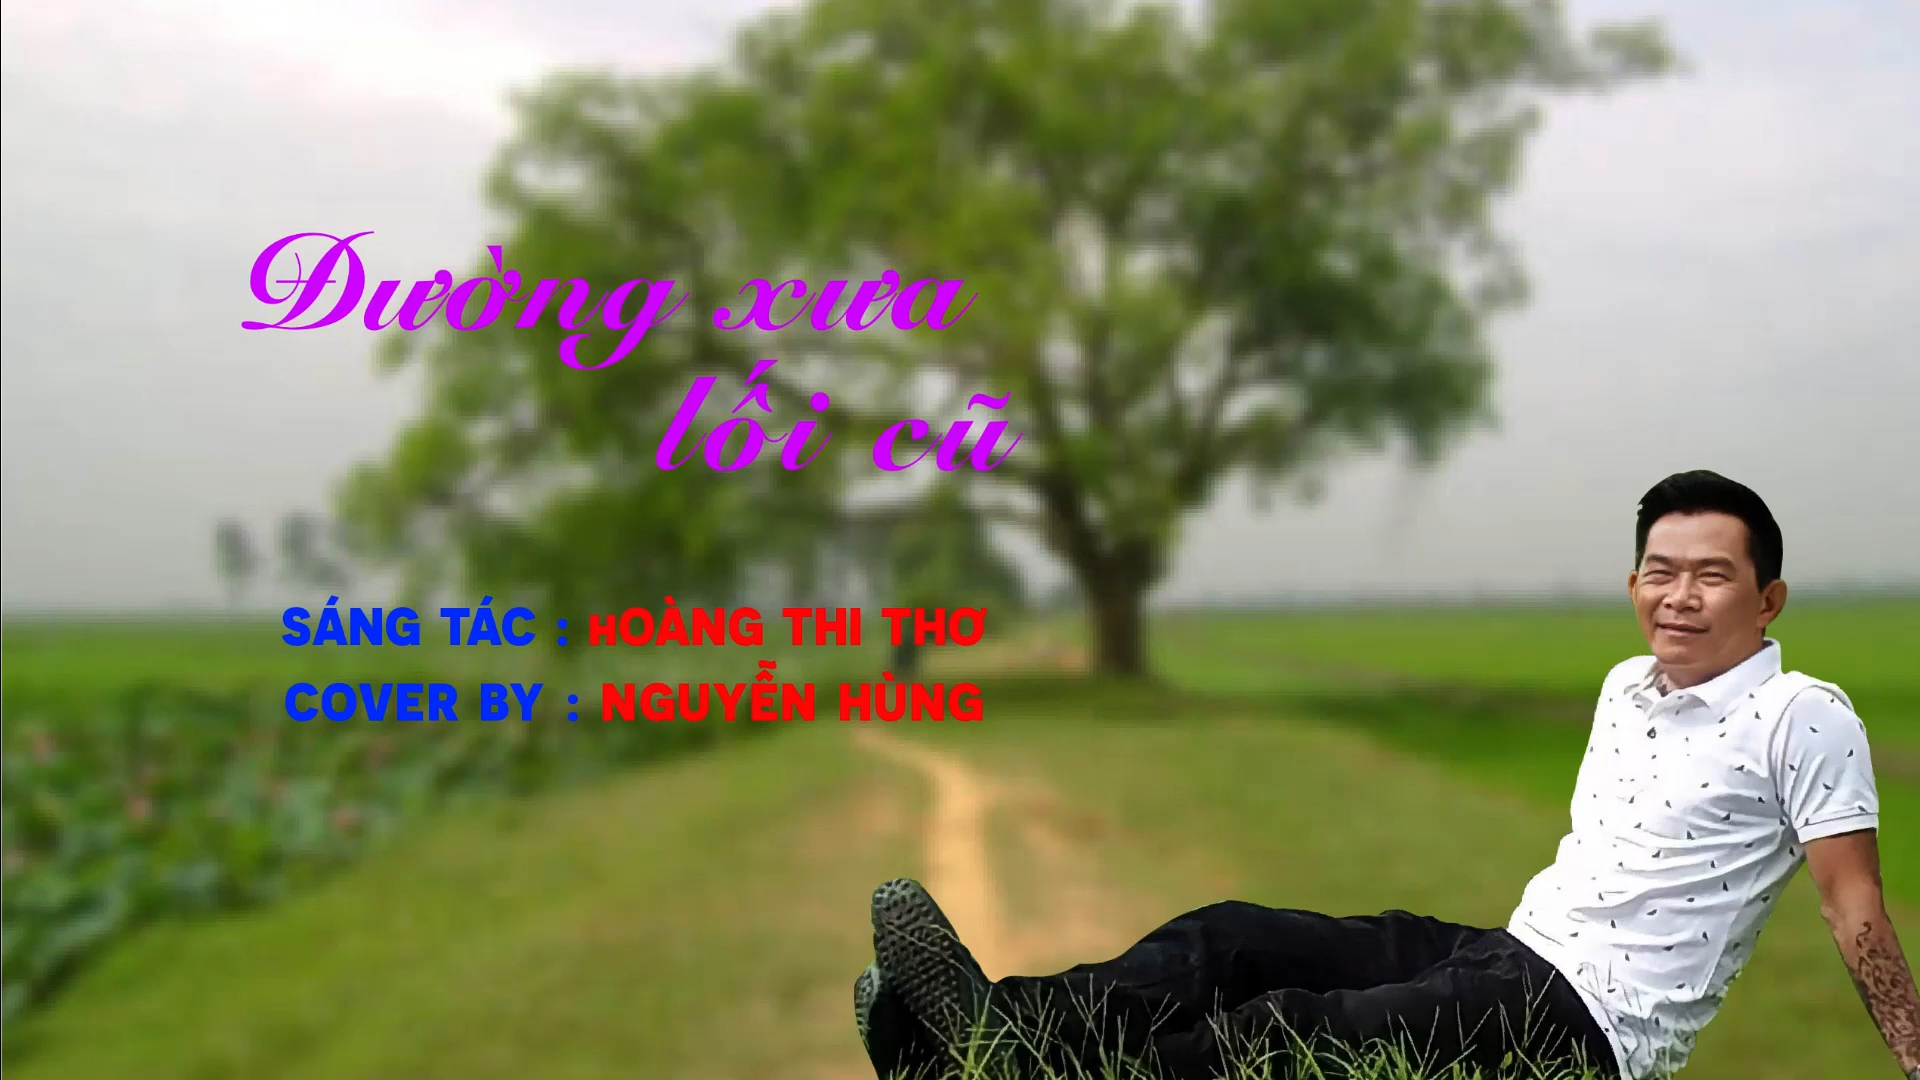 Đường xưa
lối cũ
SÁNG TÁC : HOÀNG THI THƠ
COVER BY : NGUYỄN HÙNG